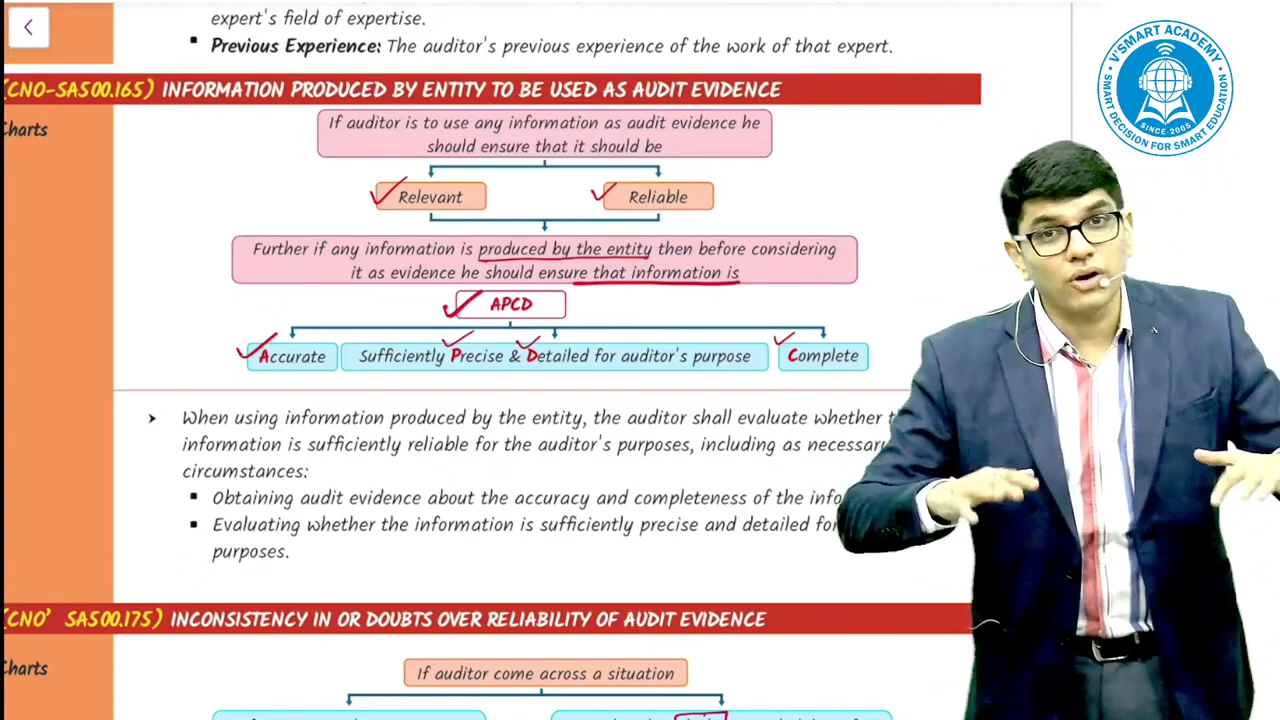 expert's field of expertise.
▪ Previous Experience: The auditor's previous experience of the work of that expert.
(CNO-SA500.165) INFORMATION PRODUCED BY ENTITY TO BE USED AS AUDIT EVIDENCE
Charts
If auditor is to use any information as audit evidence he
should ensure that it should be
Relevant
Reliable
Further if any information is produced by the entity then before considering
it as evidence he should ensure that information is
APCD
Accurate
Sufficiently Precise & Detailed for auditor's purpose
Complete
➤ When using information produced by the entity, the auditor shall evaluate whether
information is sufficiently reliable for the auditor's purposes, including as necessary
circumstances:
▪ Obtaining audit evidence about the accuracy and completeness of the
▪ Evaluating whether the information is sufficiently precise and detailed for
purposes.
(CNO' SA500.175) INCONSISTENCY IN OR DOUBTS OVER RELIABILITY OF AUDIT EVIDENCE
Charts
If auditor come across a situation
V'SMART ACADEMY
SMART DECISION FOR SMART EDUCATION
SINCE-2005